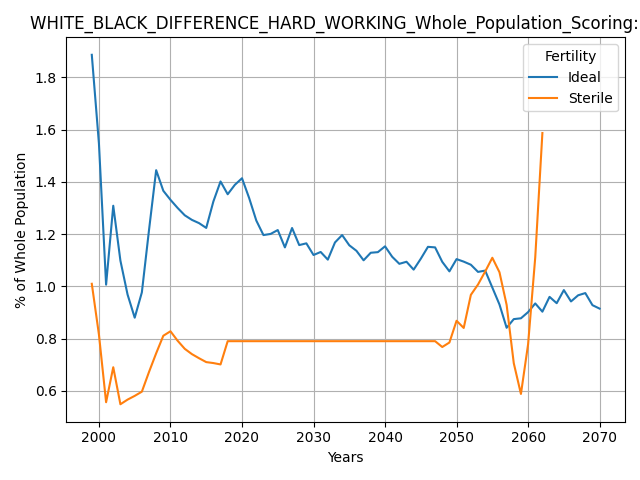 WHITE_BLACK_DIFFERENCE_HARD_WORKING_Whole_Population_Scoring:
Fertility
Ideal
Sterile
% of Whole Population
1.8
1.6
1.4
1.2
1.0
0.8
0.6
2000 2010 2020 2030 2040 2050 2060 2070
Years